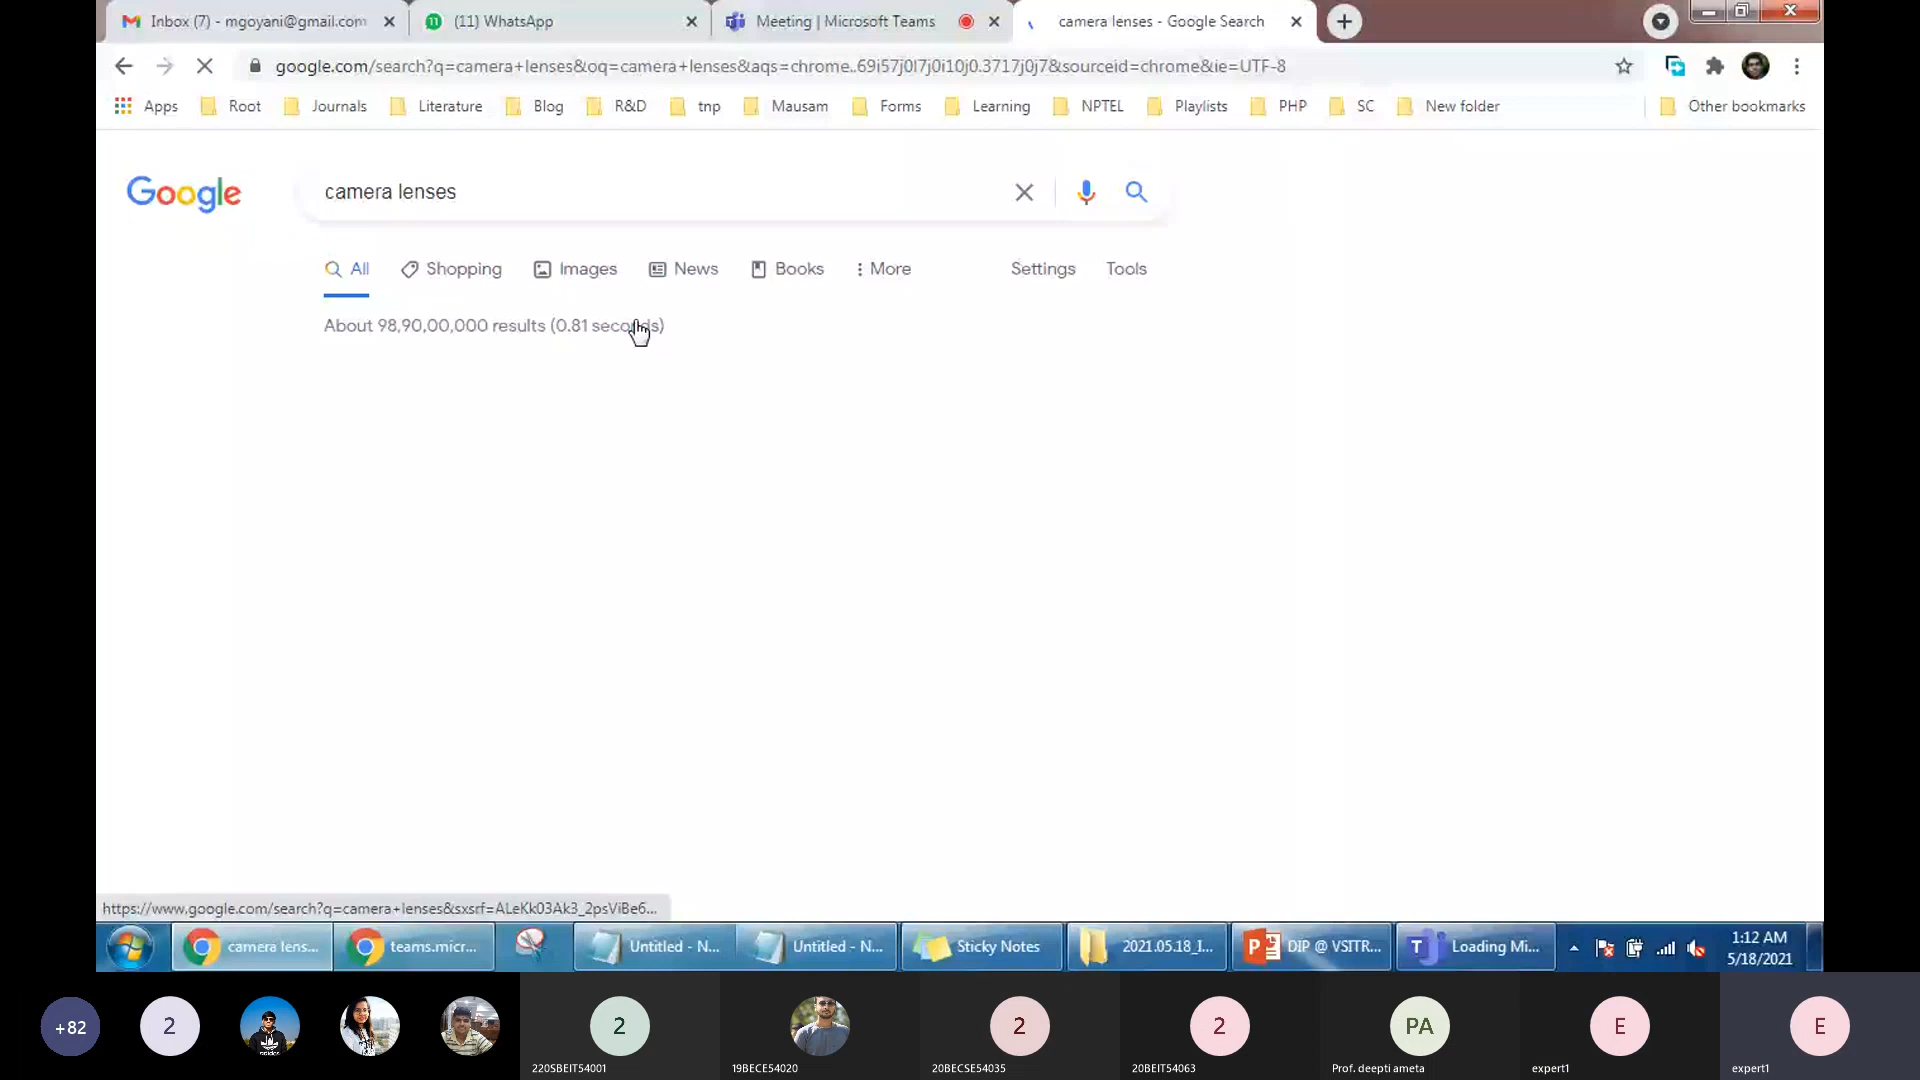 Inbox (7) - mgoyani@gmail.com
(11) WhatsApp
Meeting | Microsoft Teams
camera lenses - Google Search
google.com/search?q=camera+lenses&oq=camera+lenses&aqs=chrome..69i57j0l7j0i10j0.3717j0j7&sourceid=chrome&ie=UTF-8
Apps Root Journals Literature Blog R&D tnp Mausam Forms Learning NPTEL Playlists PHP SC New folder Other bookmarks
Google
camera lenses
All Shopping Images News Books More Settings Tools
About 98,90,00,000 results (0.81 seconds)
https://www.google.com/search?q=camera+lenses&sxsrf=ALeKk03Ak3_2psViBe6...
camera lens... teams.micr... Untitled - N... Untitled - N... Sticky Notes 2021.05.18_I... DIP @ VSITR... Loading Mi...
1:12 AM
5/18/2021
+82 2 2 2 2 PA E E
220SBEIT54001 19BECE54020 20BECSE54035 20BEIT54063 Prof. deepti ameta expert1 expert1